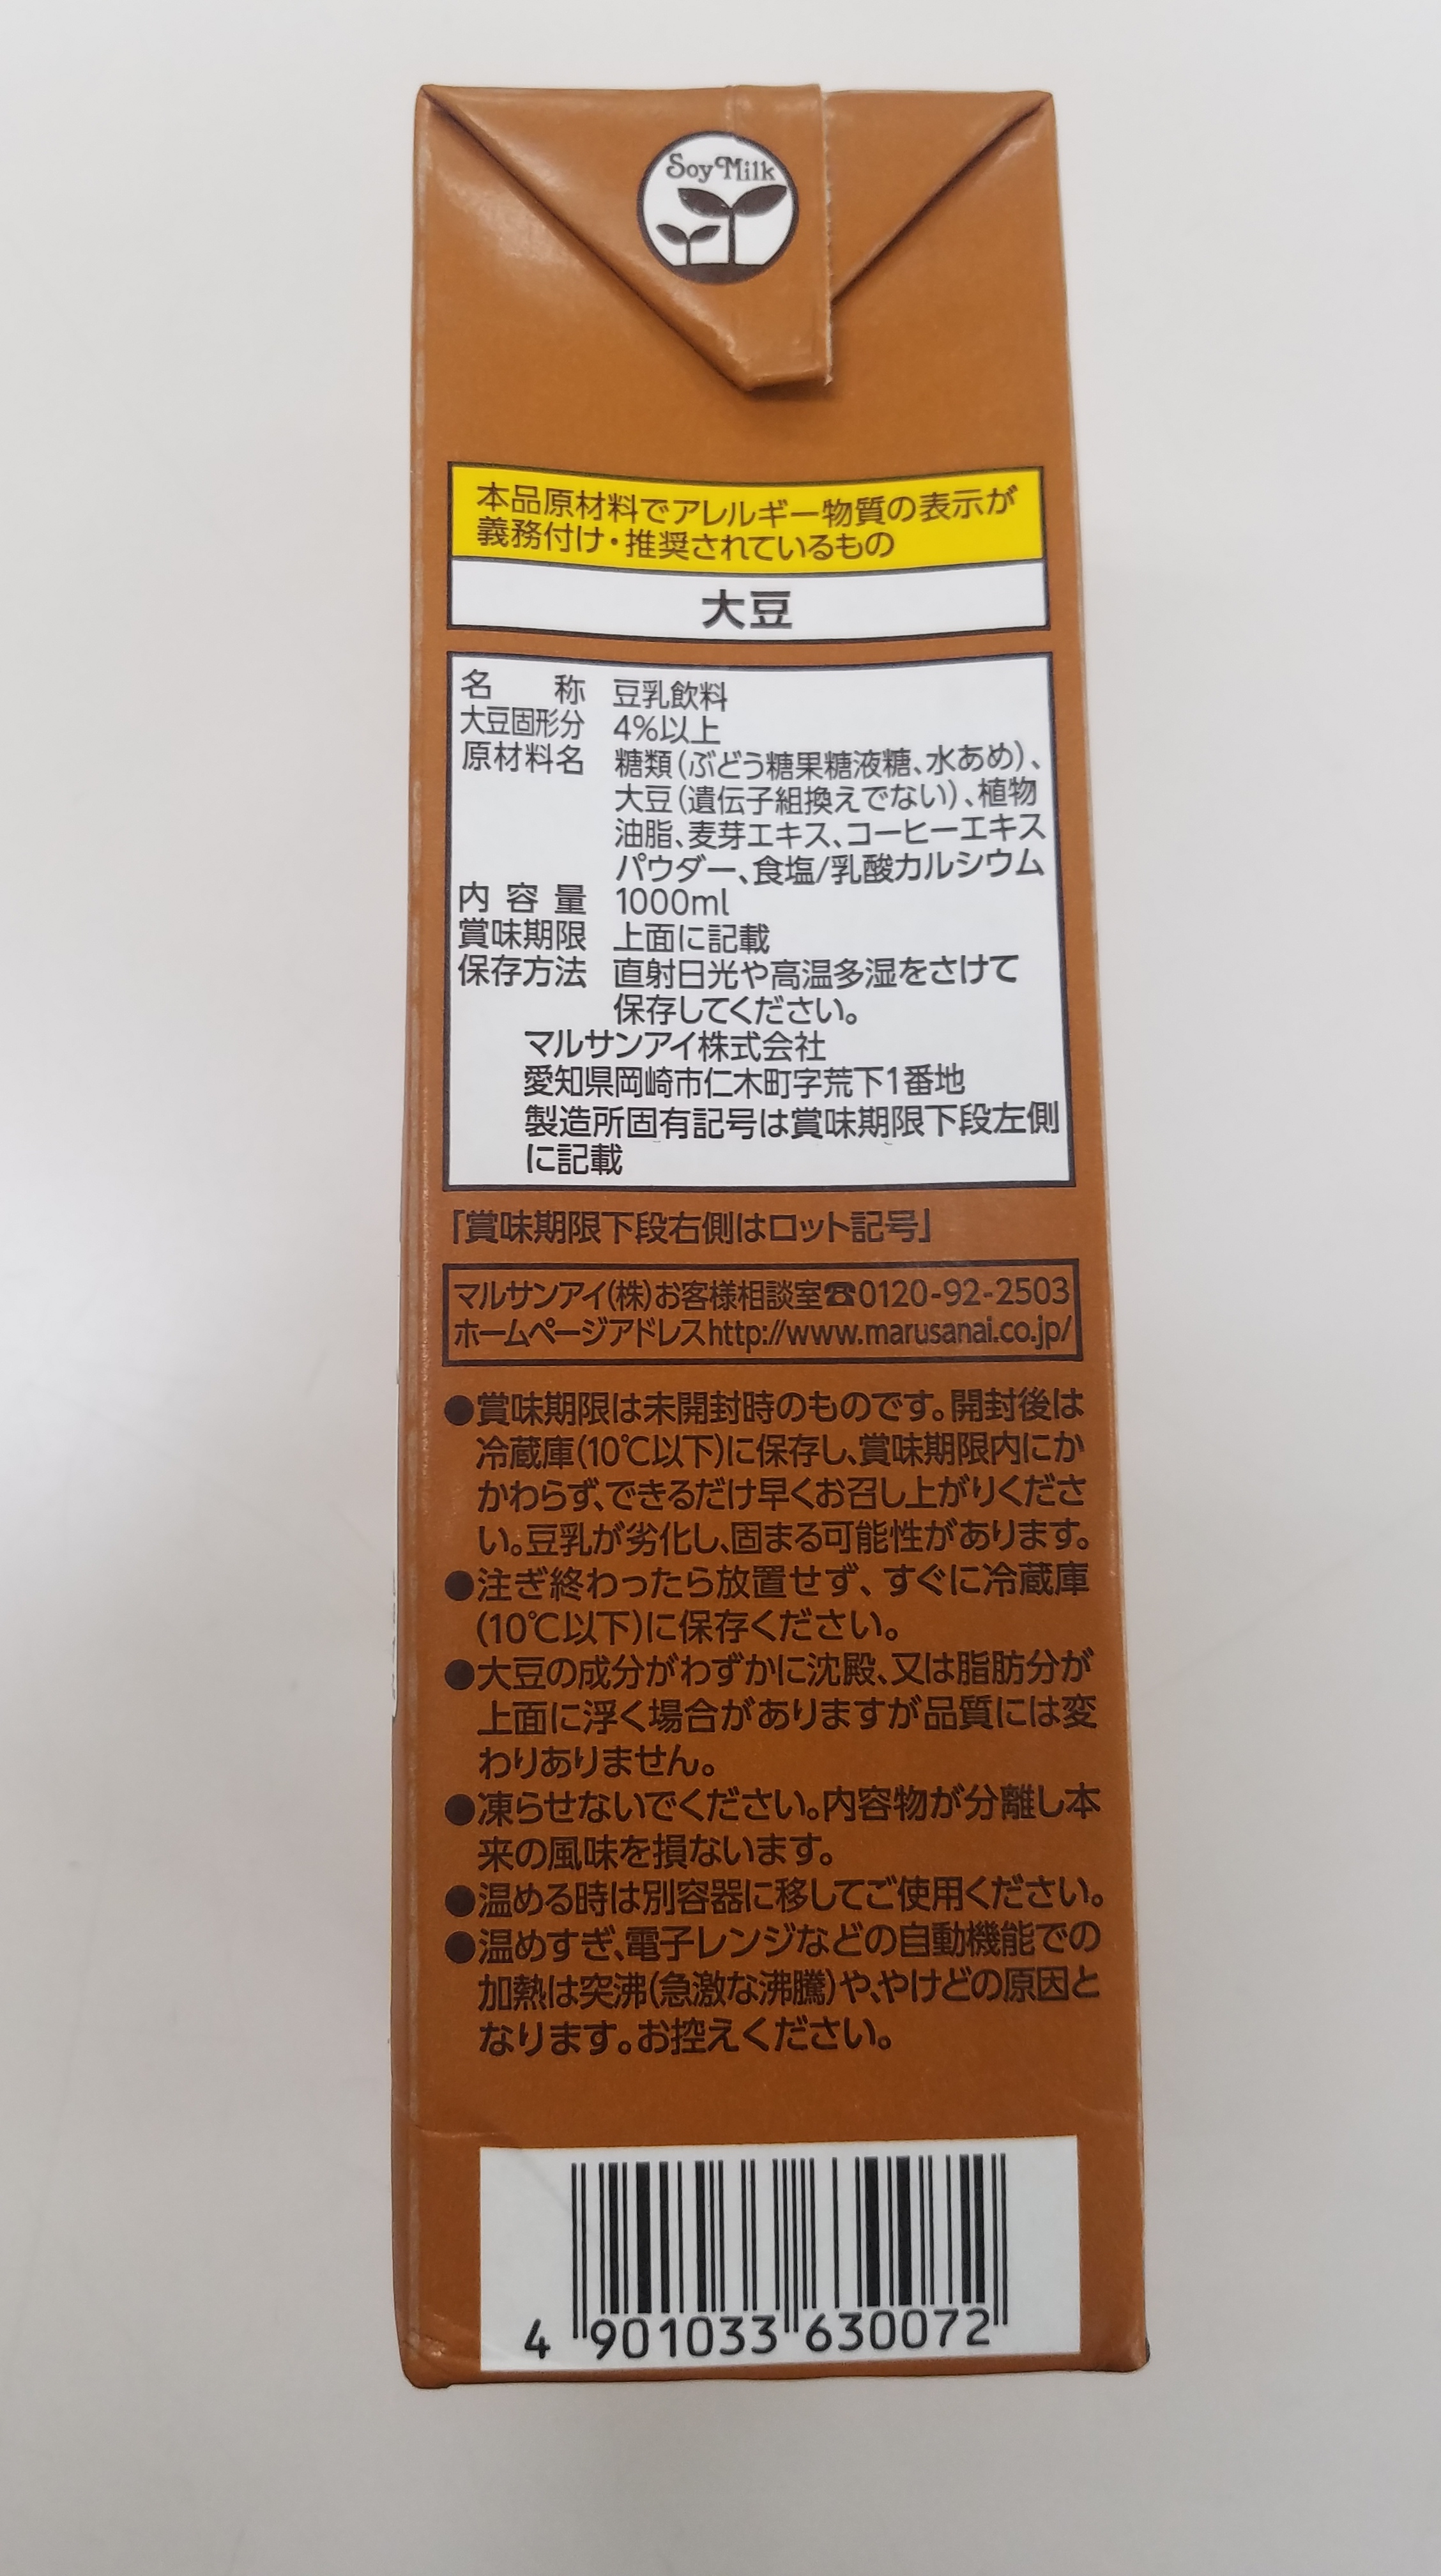 Soy Milk
本品原材料でアレルギー物質の表示が
義務付け・推奨されているもの
大豆
名称 豆乳飲料
大豆固形分 4%以上
原材料名 糖類(ぶどう糖果糖液糖、水あめ)、
大豆(遺伝子組換えでない)、植物
油脂、麦芽エキス、コーヒーエキス
パウダー、食塩/乳酸カルシウム
内容量 1000ml
賞味期限 上面に記載
保存方法 直射日光や高温多湿をさけて
保存してください。
マルサンアイ株式会社
愛知県岡崎市仁木町字荒下1番地
製造所固有記号は賞味期限下段左側
に記載
「賞味期限下段右側はロット記号」
マルサンアイ(株)お客様相談室☎0120-92-2503
ホームページアドレスhttp://www.marusanai.co.jp/
●賞味期限は未開封時のものです。開封後は
冷蔵庫(10℃以下)に保存し、賞味期限内にか
かわらず、できるだけ早くお召し上がりくださ
い。豆乳が劣化し、固まる可能性があります。
●注ぎ終わったら放置せず、すぐに冷蔵庫
(10℃以下)に保存ください。
●大豆の成分がわずかに沈殿、又は脂肪分が
上面に浮く場合がありますが品質には変
わりありません。
●凍らせないでください。内容物が分離し本
来の風味を損ないます。
●温める時は別容器に移してご使用ください。
●温めすぎ、電子レンジなどの自動機能での
加熱は突沸(急激な沸騰)や、やけどの原因と
なります。お控えください。
4 901033 630072